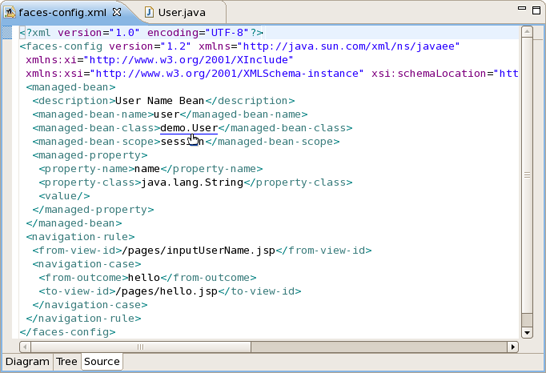 faces-config.xml User.java
<?xml version="1.0" encoding="UTF-8"?>
<faces-config version="1.2" xmlns="http://java.sun.com/xml/ns/javaee"
xmlns:xi="http://www.w3.org/2001/XInclude"
xmlns:xsi="http://www.w3.org/2001/XMLSchema-instance" xsi:schemaLocation="htt
<managed-bean>
<description>User Name Bean</description>
<managed-bean-name>user</managed-bean-name>
<managed-bean-class>demo.User</managed-bean-class>
<managed-bean-scope>session</managed-bean-scope>
<managed-property>
<property-name>name</property-name>
<property-class>java.lang.String</property-class>
<value/>
</managed-property>
</managed-bean>
<navigation-rule>
<from-view-id>/pages/inputUserName.jsp</from-view-id>
<navigation-case>
<from-outcome>hello</from-outcome>
<to-view-id>/pages/hello.jsp</to-view-id>
</navigation-case>
</navigation-rule>
</faces-config>
Diagram Tree Source